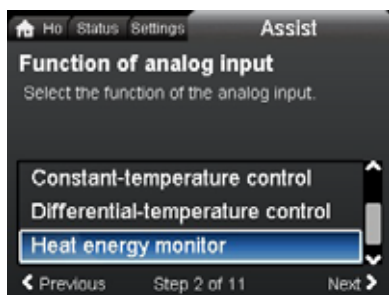 Ho Status Settings Assist
Function of analog input
Select the function of the analog input.
Constant-temperature control
Differential-temperature control
Heat energy monitor
Previous Step 2 of 11 Next